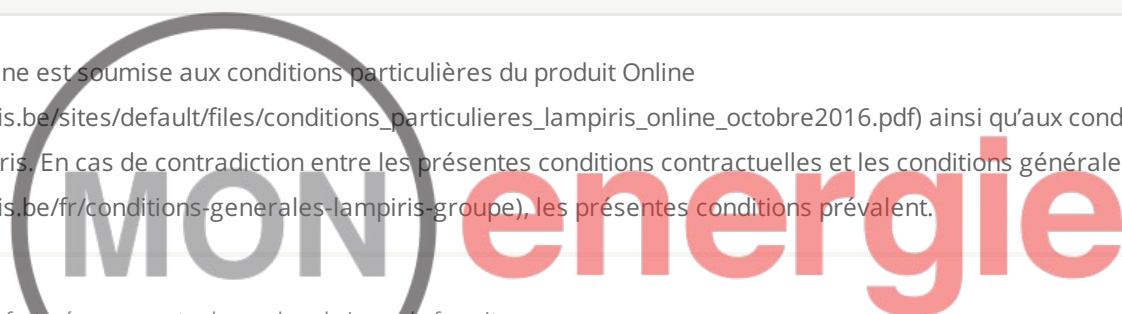 ne est soumise aux conditions particulières du produit Online
is.be/sites/default/files/conditions_particulieres_lampiris_online_octobre2016.pdf) ainsi qu’aux cond
ris. En cas de contradiction entre les présentes conditions contractuelles et les conditions générale
is.be/fr/conditions-generales-lampiris-groupe), les présentes conditions prévalent.
MON energie